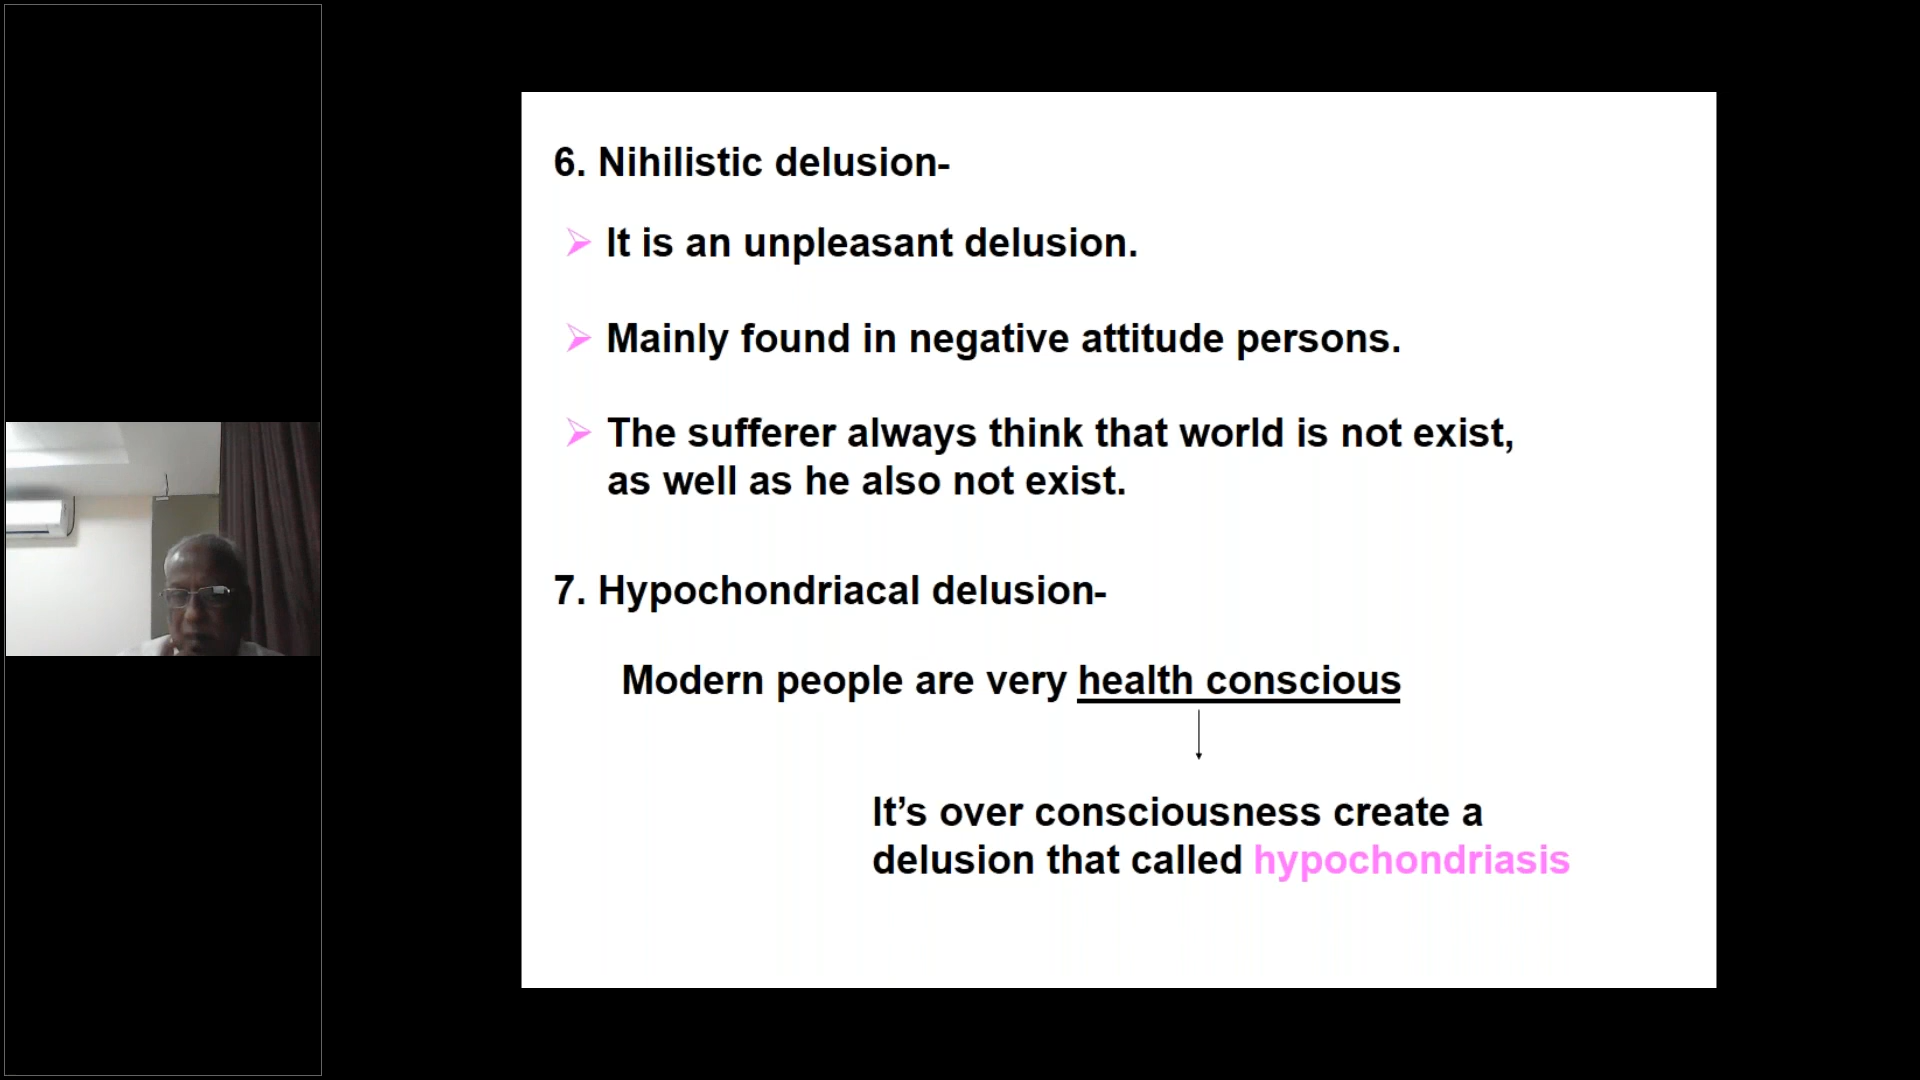 6. Nihilistic delusion-
It is an unpleasant delusion.
Mainly found in negative attitude persons.
The sufferer always think that world is not exist,
as well as he also not exist.
7. Hypochondriacal delusion-
Modern people are very health conscious
It’s over consciousness create a
delusion that called hypochondriasis